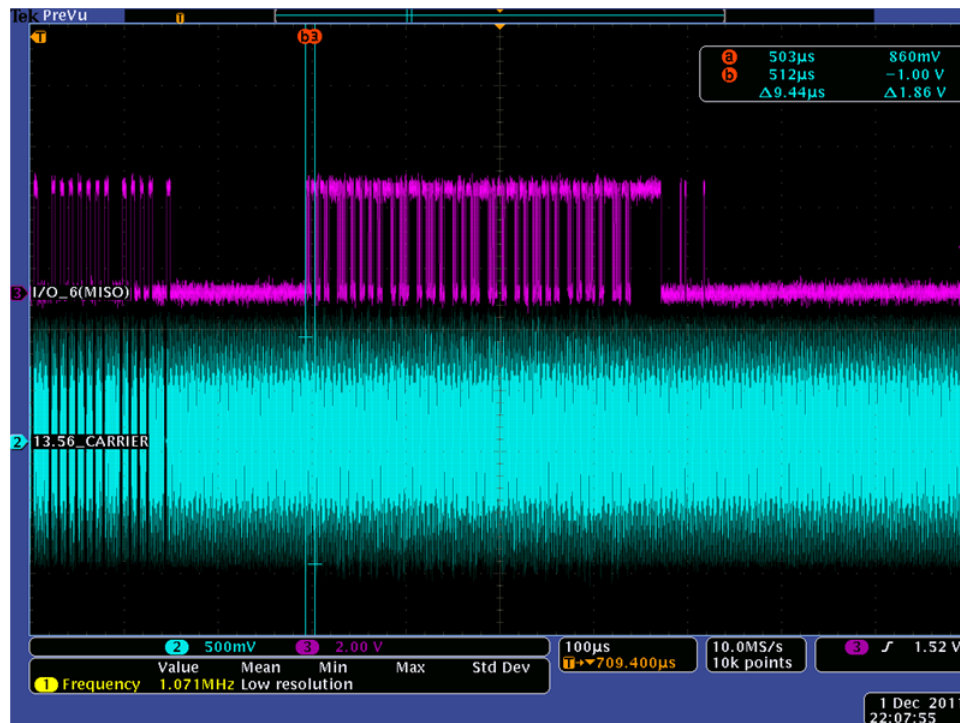 Tek PreVu
T
T
b a
a 503µs 860mV
b 512µs −1.00 V
Δ9.44µs Δ1.86 V
3 I/O_6(MISO)
2 13.56_CARRIER
2 500mV 3 2.00 V
100µs
T→▼709.400µs
10.0MS/s
10k points
3 1.52 V
Value Mean Min Max Std Dev
1 Frequency 1.071MHz Low resolution
1 Dec 2011
22:07:55